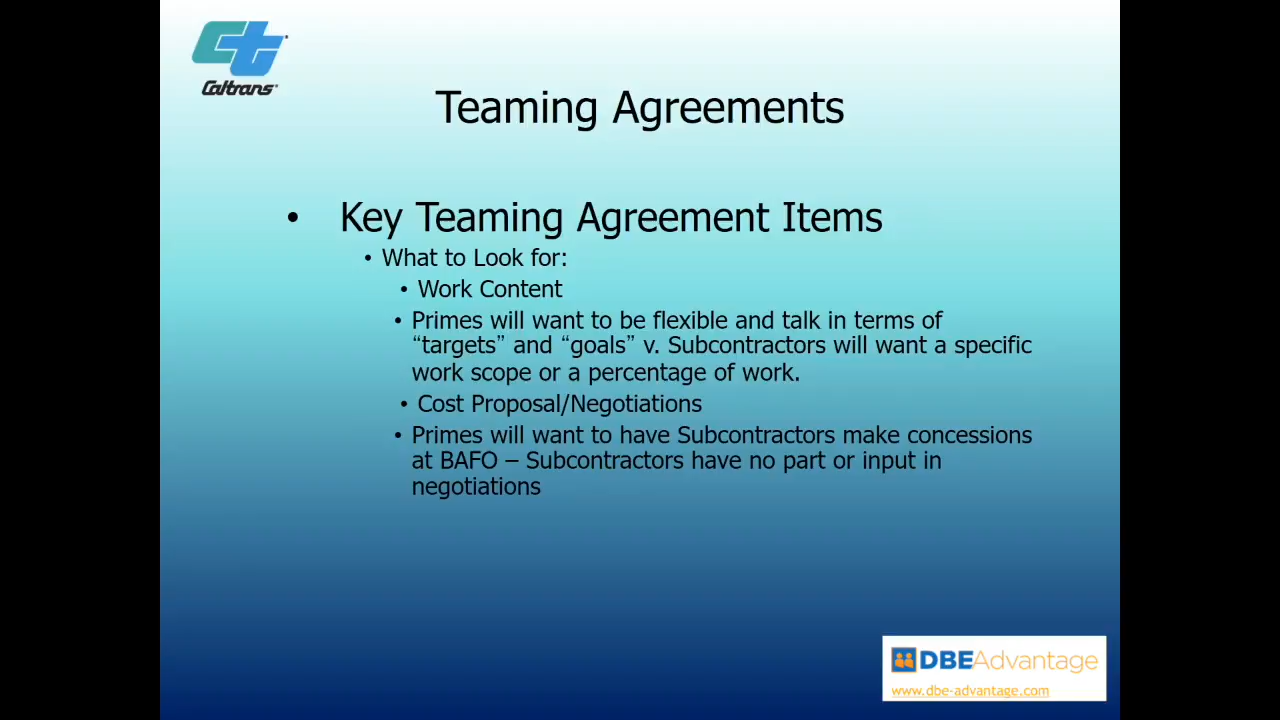 Caltrans
Teaming Agreements
• Key Teaming Agreement Items
• What to Look for:
• Work Content
• Primes will want to be flexible and talk in terms of
“targets” and “goals” v. Subcontractors will want a specific
work scope or a percentage of work.
• Cost Proposal/Negotiations
• Primes will want to have Subcontractors make concessions
at BAFO – Subcontractors have no part or input in
negotiations
DBEAdvantage
www.dbe-advantage.com